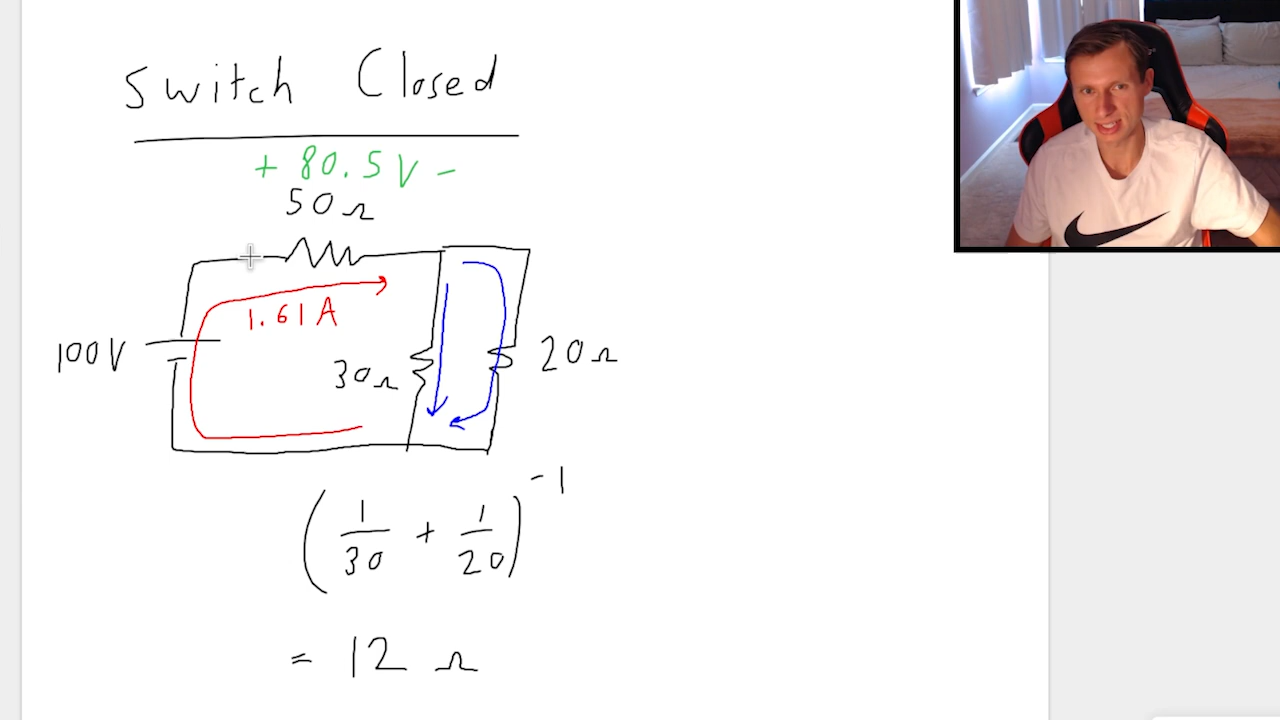 Switch Closed
+ 80.5V -
50Ω
1.61A
100V
30Ω
20Ω
(1/30 + 1/20)^-1
= 12 Ω